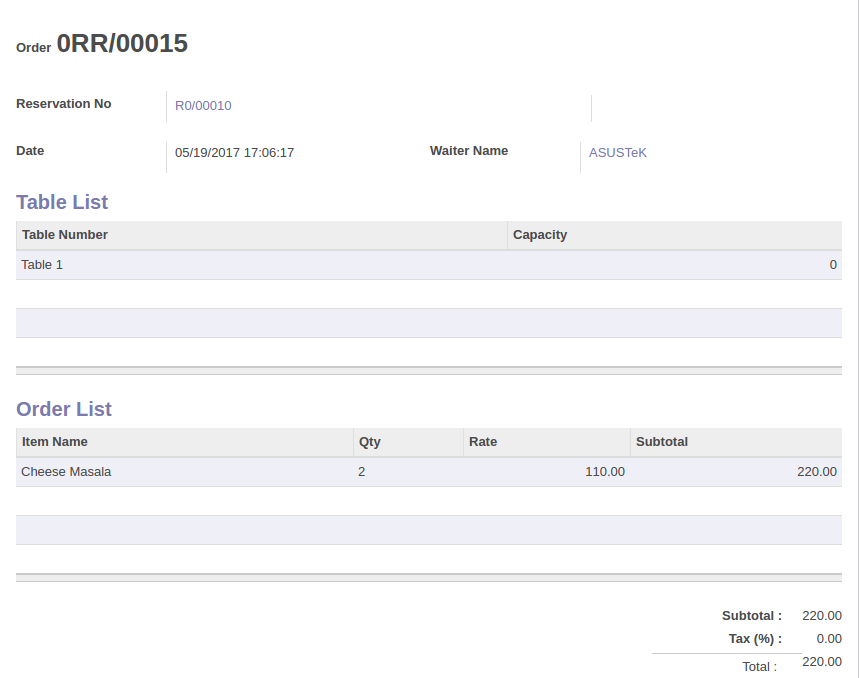 Order 0RR/00015
Reservation No R0/00010
Date 05/19/2017 17:06:17 Waiter Name ASUSTeK
Table List
Table Number Capacity
Table 1 0
Order List
Item Name Qty Rate Subtotal
Cheese Masala 2 110.00 220.00
Subtotal : 220.00
Tax (%) : 0.00
Total : 220.00